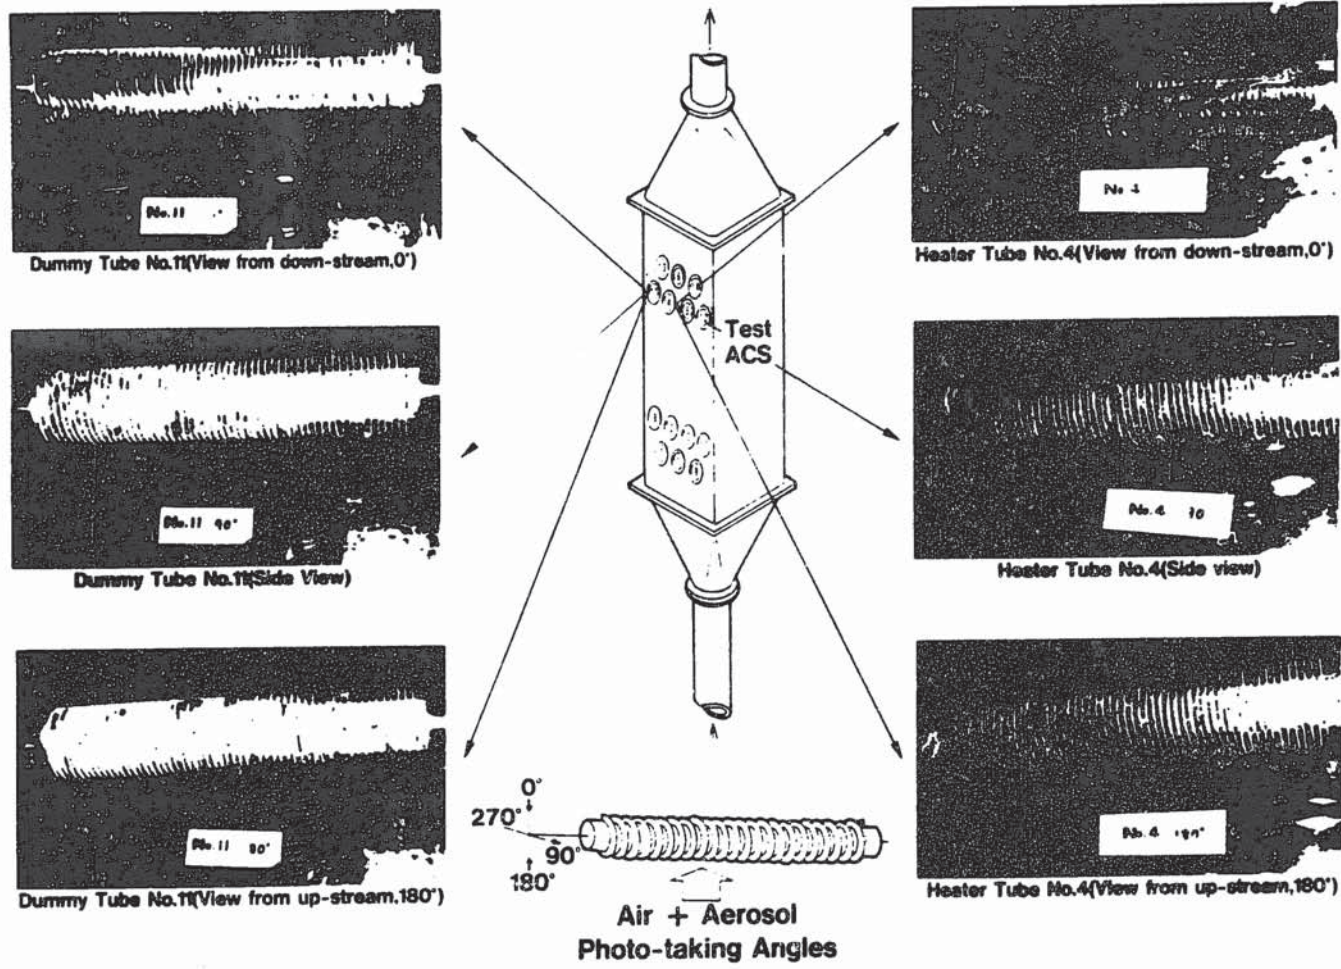 No.11
Dummy Tube No.11(View from down-stream,0°)
No.11 90°
Dummy Tube No.11(Side View)
No.11
Dummy Tube No.11(View from up-stream,180°)
Test
ACS
0°
270°
90°
180°
Air + Aerosol
Photo-taking Angles
No.4
Heater Tube No.4(View from down-stream,0°)
No.4
Heater Tube No.4(Side view)
No.4
Heater Tube No.4(View from up-stream,180°)